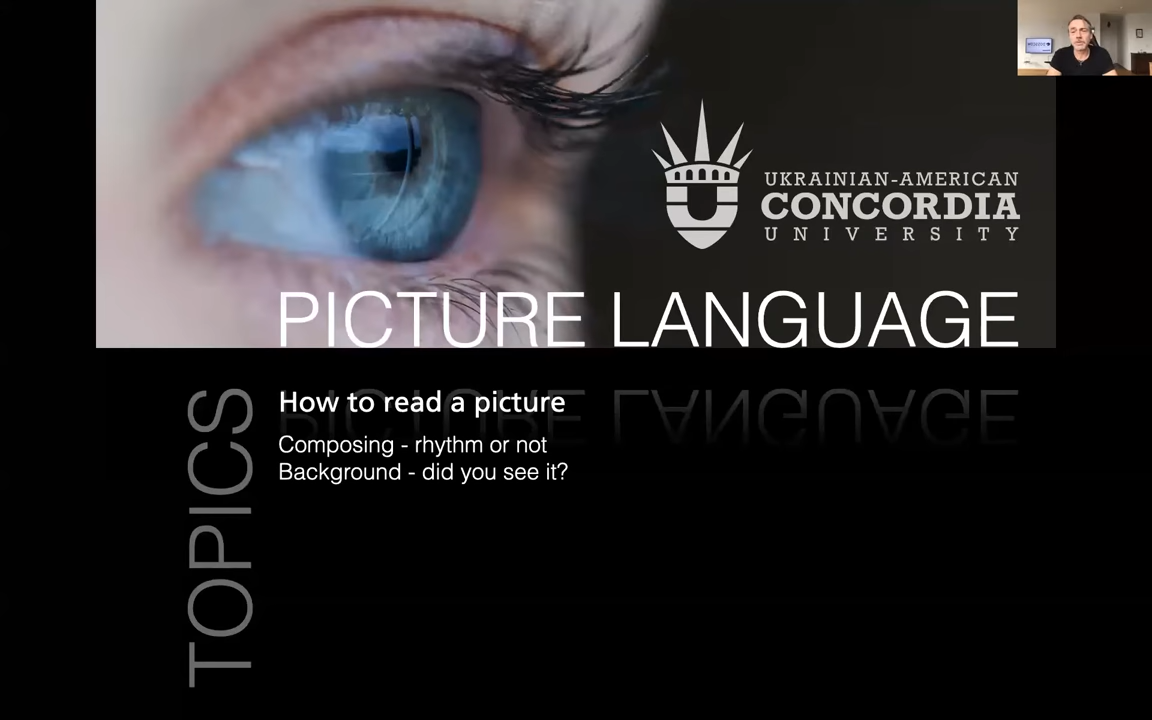 UKRAINIAN-AMERICAN
CONCORDIA
UNIVERSITY
PICTURE LANGUAGE
TOPICS
How to read a picture
Composing - rhythm or not
Background - did you see it?